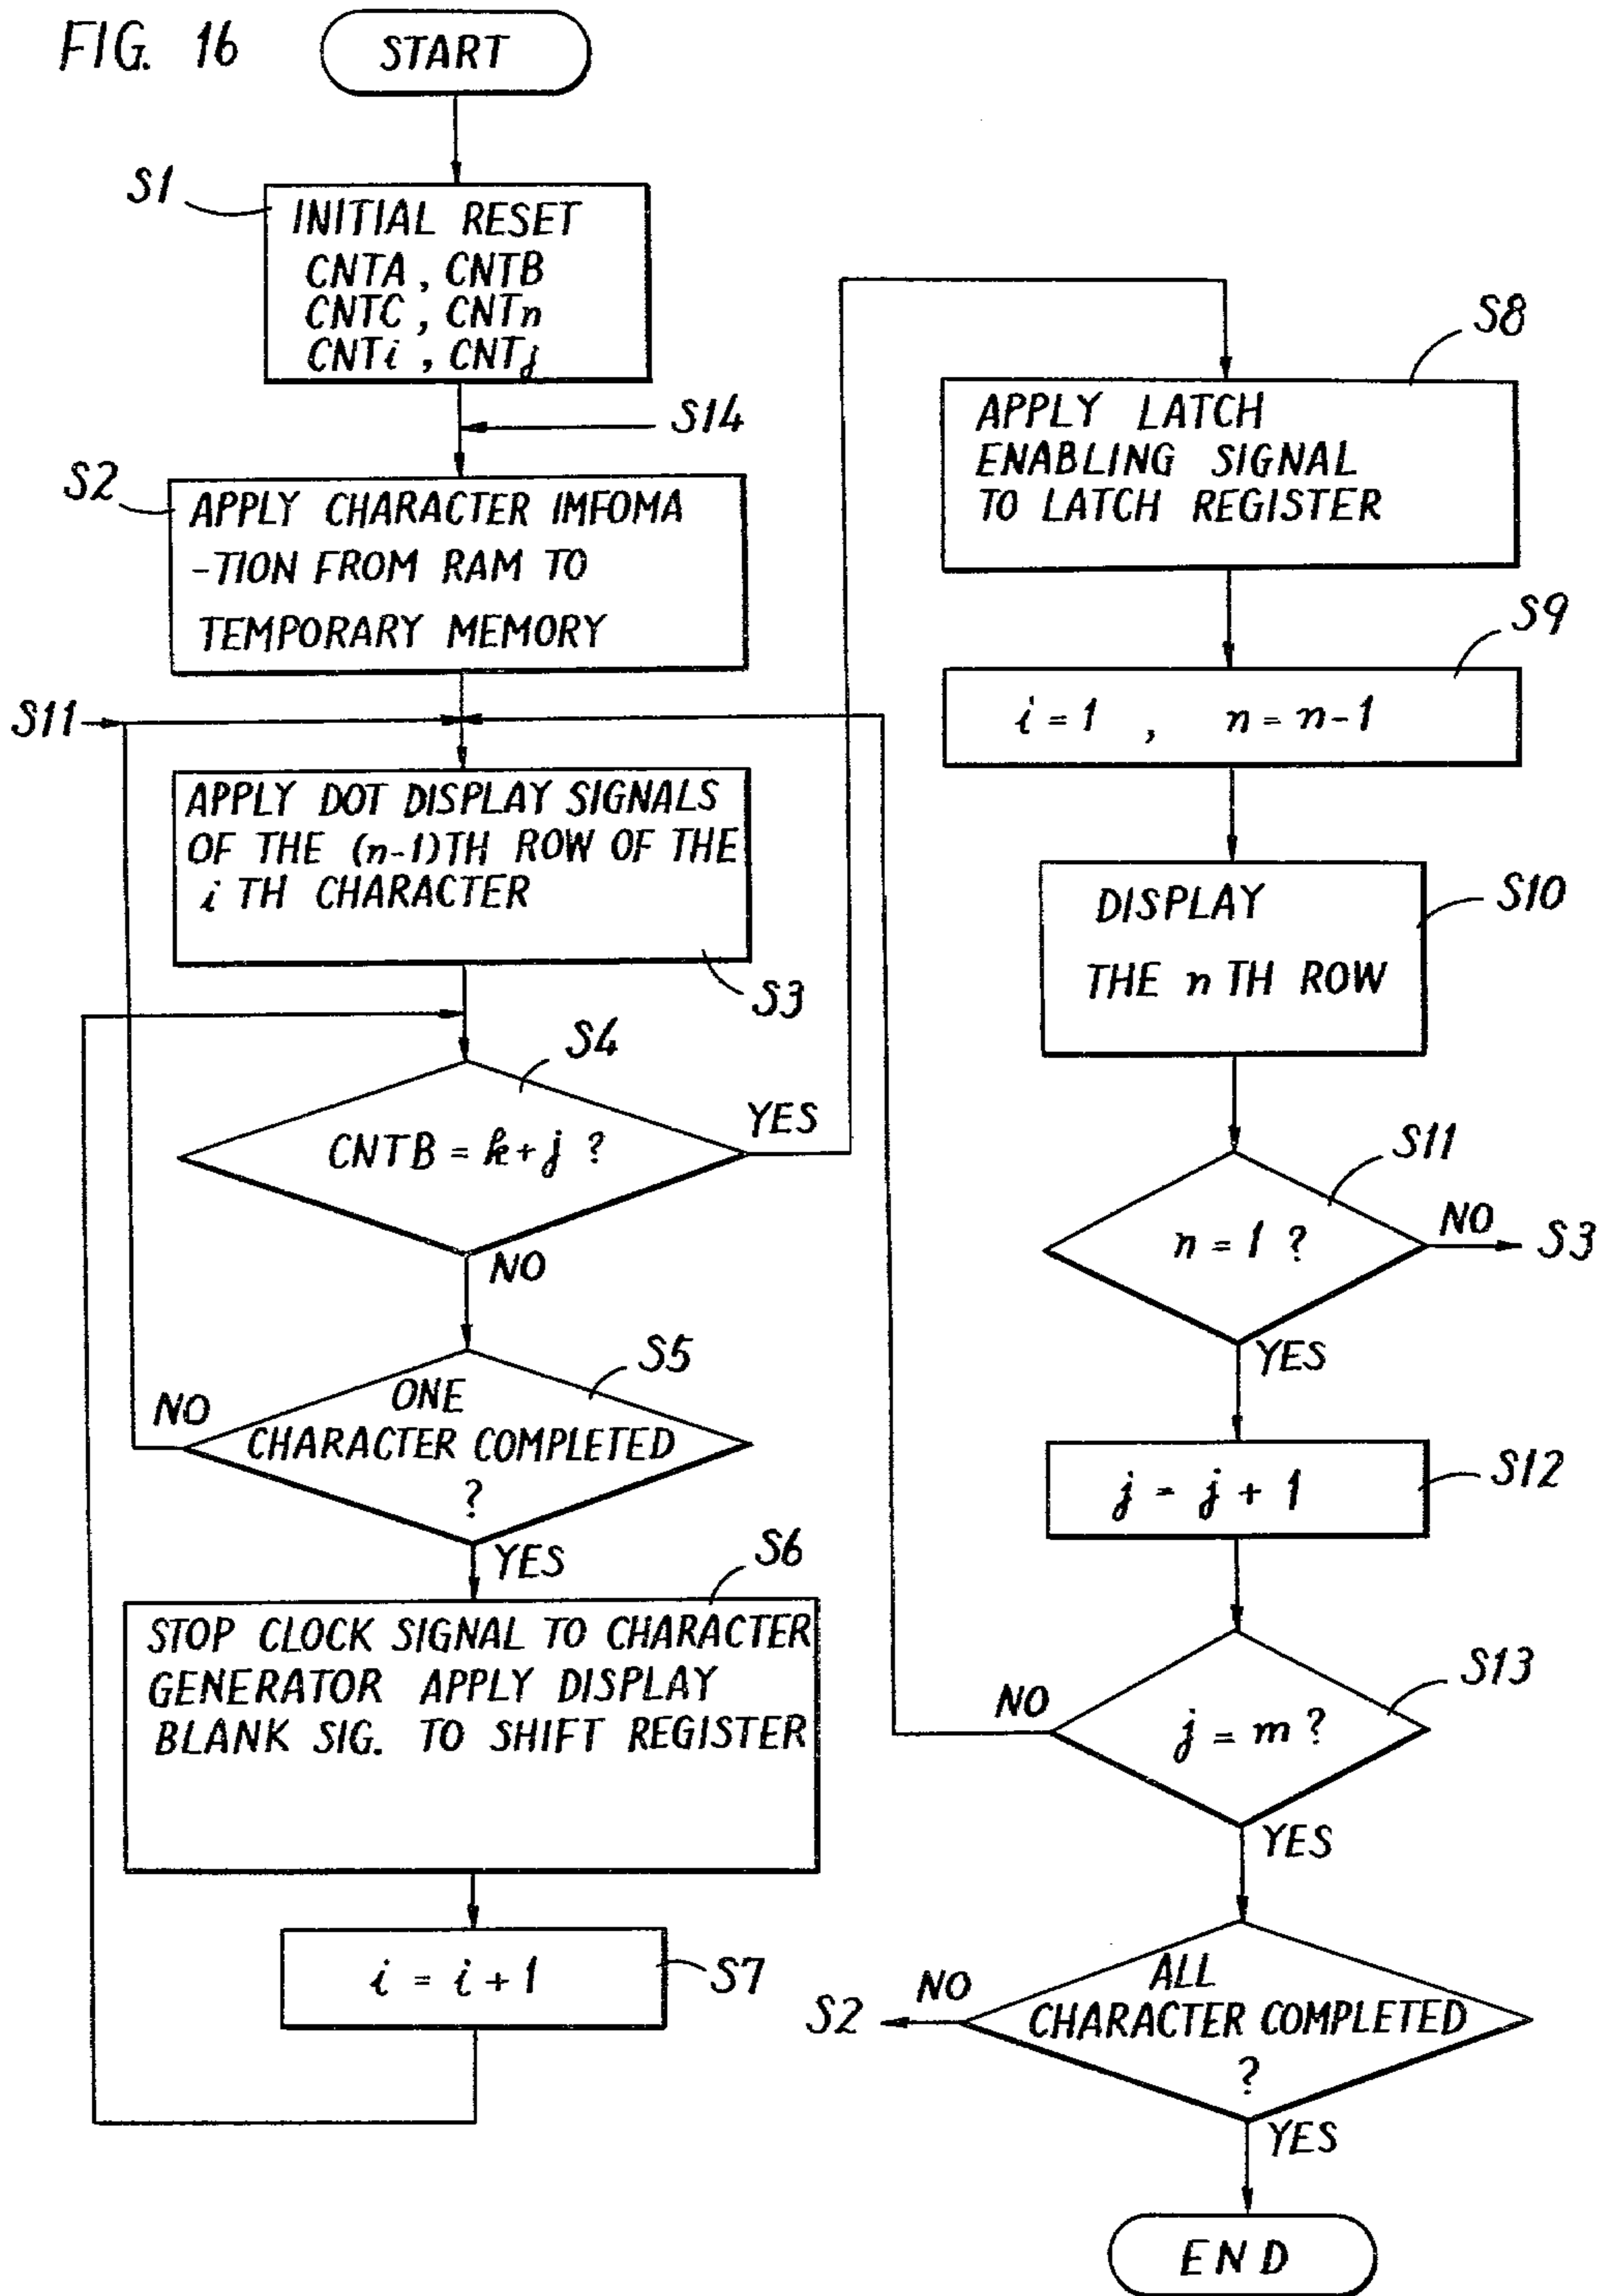 FIG. 16
START
S1
INITIAL RESET
CNTA, CNTB
CNTC, CNTn
CNTi, CNTj
S14
S2
APPLY CHARACTER IMFOMA
-TION FROM RAM TO
TEMPORARY MEMORY
S11
APPLY DOT DISPLAY SIGNALS
OF THE (n-1)TH ROW OF THE
i TH CHARACTER
S3
S4
CNTB = k+j ?
YES
NO
S5
ONE
CHARACTER COMPLETED
?
NO
YES
S6
STOP CLOCK SIGNAL TO CHARACTER
GENERATOR APPLY DISPLAY
BLANK SIG. TO SHIFT REGISTER
i = i+1
S7
S8
APPLY LATCH
ENABLING SIGNAL
TO LATCH REGISTER
S9
i = 1 , n = n-1
DISPLAY
THE n TH ROW
S10
S11
n = 1 ?
NO
S3
YES
j = j + 1
S12
S13
j = m ?
NO
YES
ALL
CHARACTER COMPLETED
?
NO
S2
YES
END